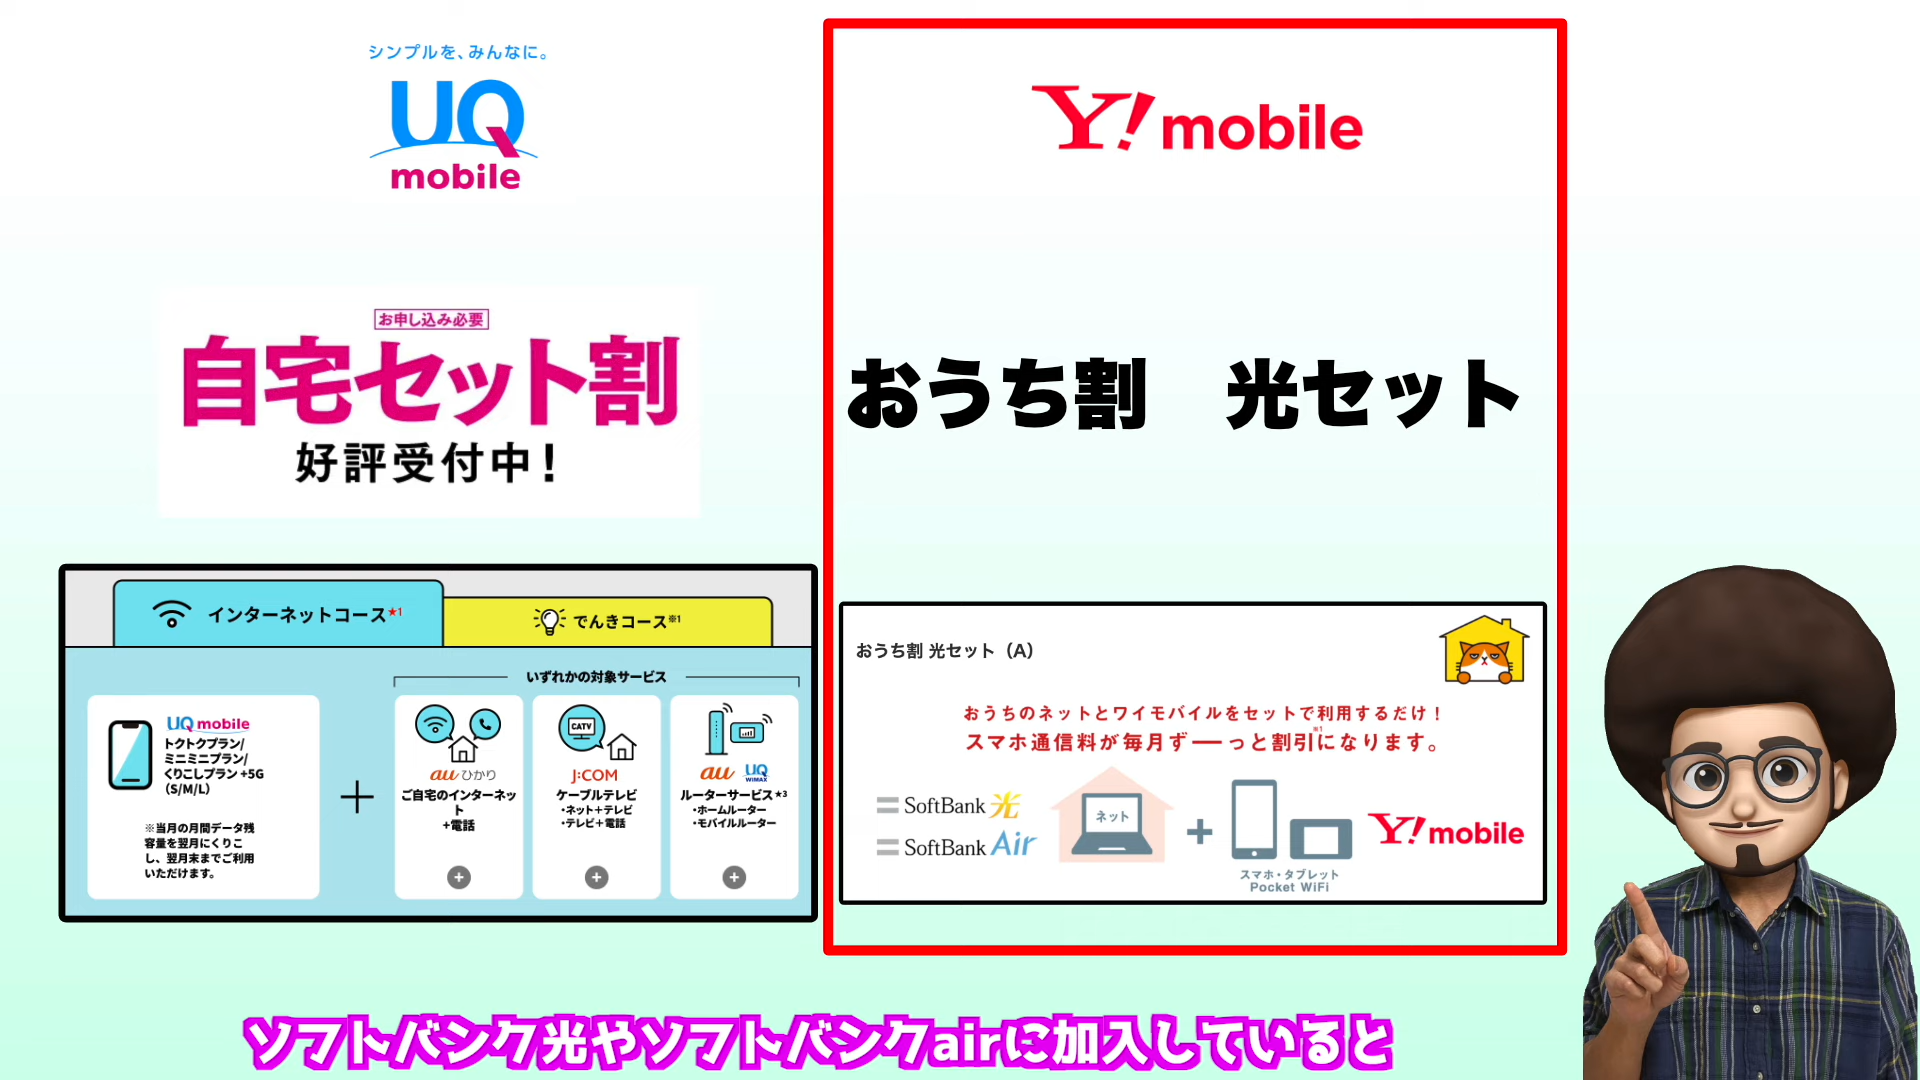 シンプルを、みんなに。
UQ
mobile
お申し込み必要
自宅セット割
好評受付中！
インターネットコース★1
でんきコース※1
いずれかの対象サービス
UQ mobile
トクトクプラン/
ミニミニプラン/
くりこしプラン +5G
（S/M/L）
※当月の月間データ残
容量を翌月にくりこ
し、翌月末までご利用
いただけます。
＋
au ひかり
ご自宅のインターネッ
ト
+電話
+
CATV
J:COM
ケーブルテレビ
・ネット＋テレビ
・テレビ＋電話
+
au UQ WiMAX
ルーターサービス★3
・ホームルーター
・モバイルルーター
+
Y!mobile
おうち割　光セット
おうち割 光セット（A）
おうちのネットとワイモバイルをセットで利用するだけ！
スマホ通信料が毎月ず——っと割引※1になります。
SoftBank 光
SoftBank Air
ネット
+
スマホ・タブレット
Pocket WiFi
Y!mobile
ソフトバンク光やソフトバンクairに加入していると